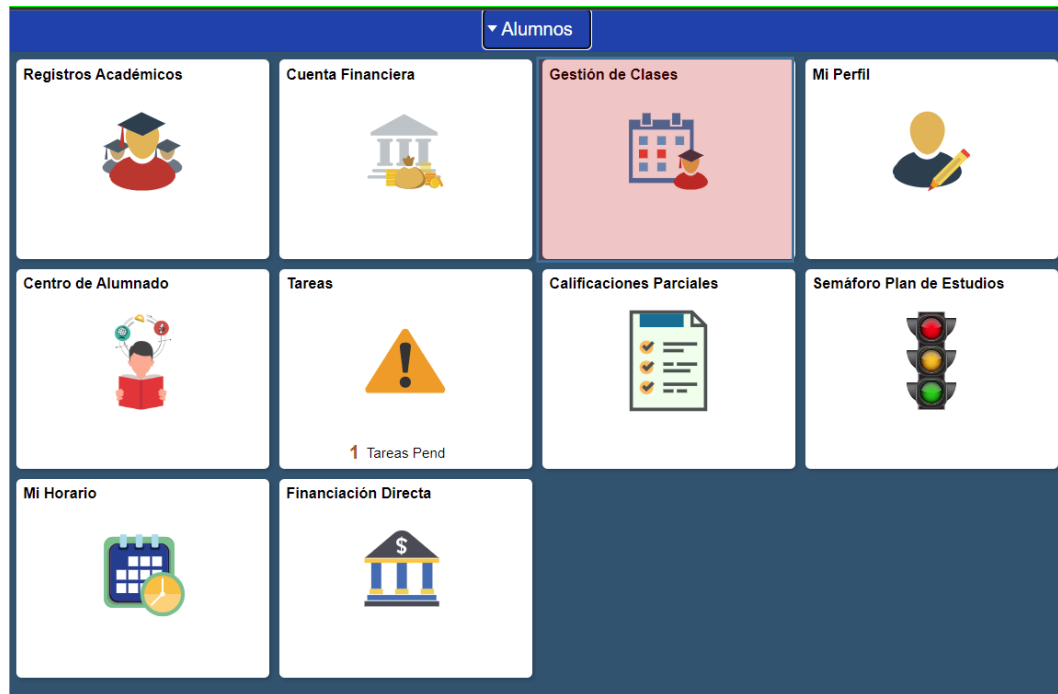 Alumnos
Registros Académicos
Cuenta Financiera
Gestión de Clases
Mi Perfil
Centro de Alumnado
Tareas
Calificaciones Parciales
Semáforo Plan de Estudios
1 Tareas Pend
Mi Horario
Financiación Directa
$